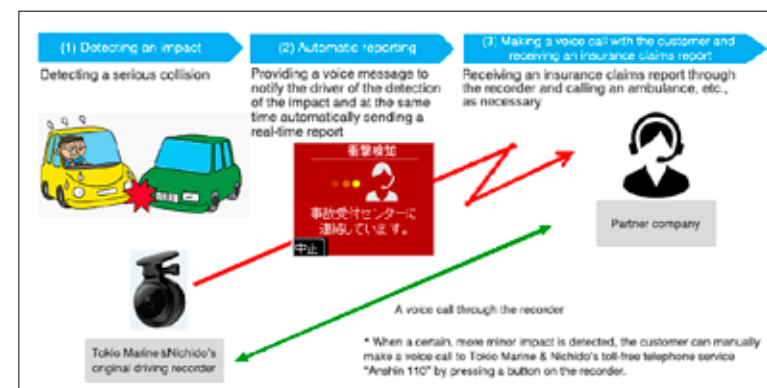 (1) Detecting an impact
(2) Automatic reporting
(3) Making a voice call with the customer and
receiving an insurance claims report
Detecting a serious collision
Providing a voice message to
notify the driver of the detection
of the impact and at the same
time automatically sending a
real-time report
Receiving an insurance claims report through
the recorder and calling an ambulance, etc.,
as necessary
衝撃検知
事故受付センターに
連絡しています。
中止
Partner company
A voice call through the recorder
Tokio Marine &Nichido's
original driving recorder
* When a certain, more minor impact is detected, the customer can manually
make a voice call to Tokio Marine & Nichido's toll-free telephone service
"Anshin 110" by pressing a button on the recorder.